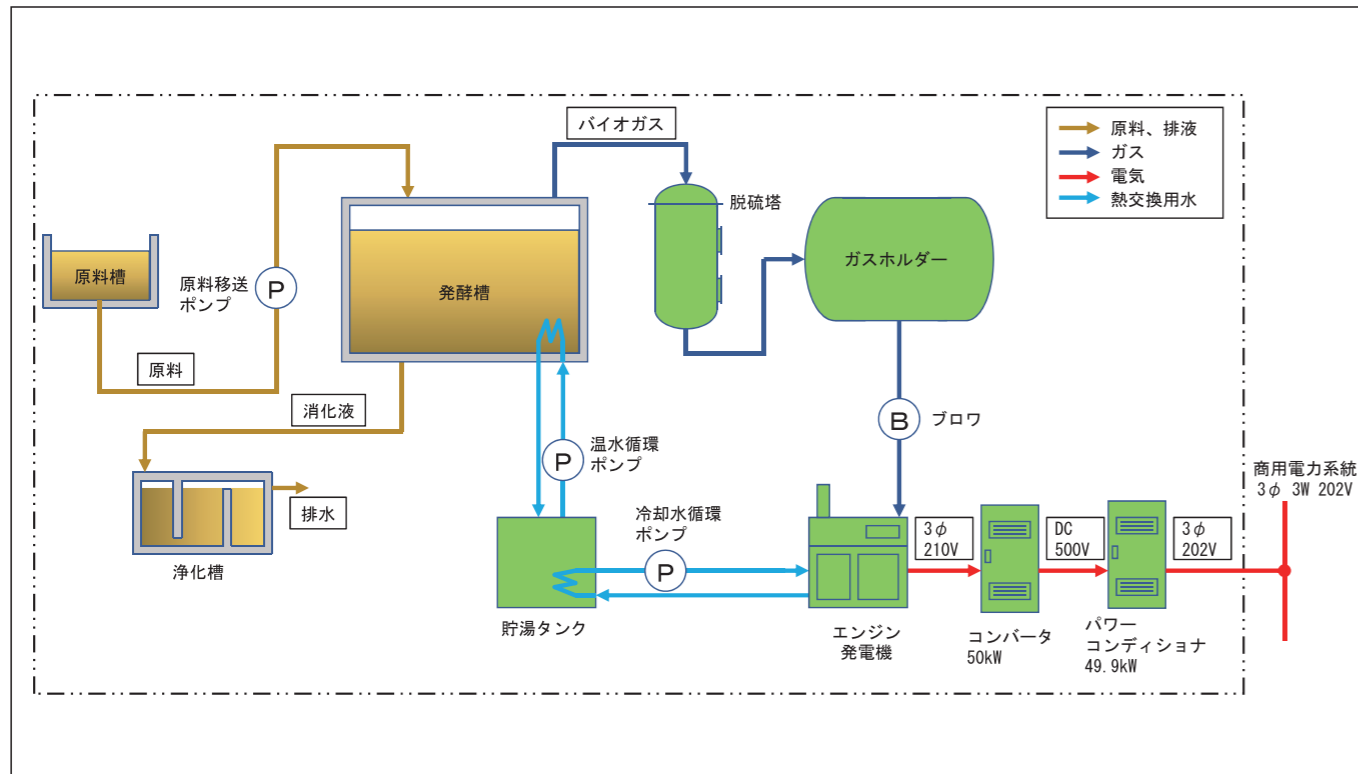 バイオガス
原料、排液
ガス
電気
熱交換用水
脱硫塔
ガスホルダー
原料槽
原料移送
ポンプ
P
発酵槽
原料
消化液
温水循環
ポンプ
P
B
ブロワ
排水
浄化槽
冷却水循環
ポンプ
P
貯湯タンク
エンジン
発電機
3φ
210V
コンバータ
50kW
DC
500V
パワー
コンディショナ
49.9kW
3φ
202V
商用電力系統
3φ 3W 202V